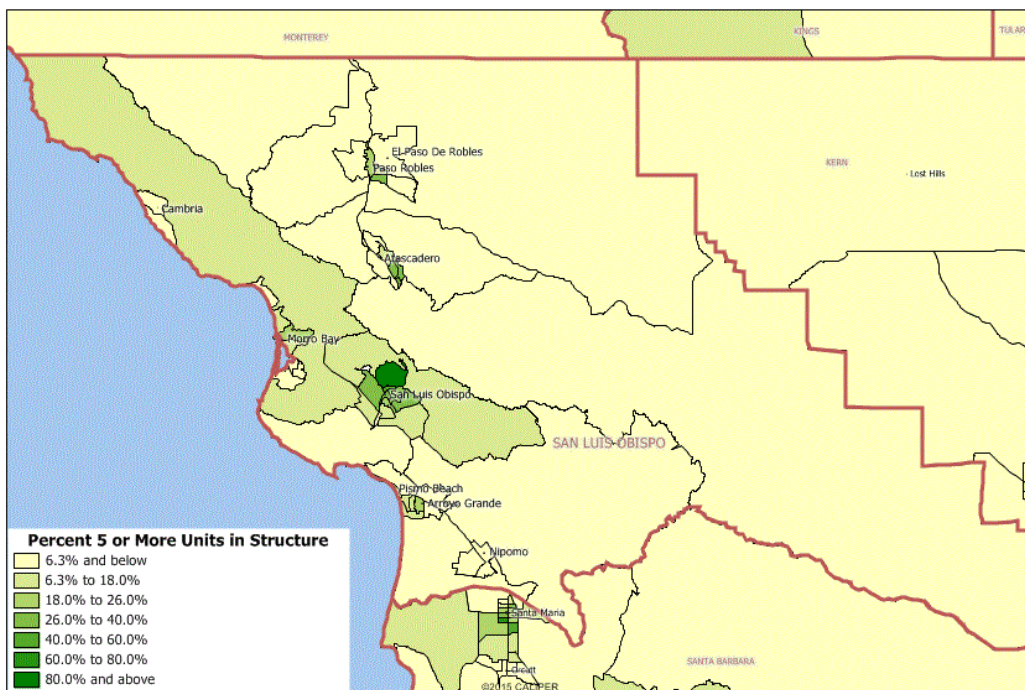 MONTEREY
KINGS
TULAR
El Paso De Robles
Paso Robles
KERN
Lost Hills
Cambria
Atascadero
Morro Bay
San Luis Obispo
SAN LUIS OBISPO
Pismo Beach
Arroyo Grande
Nipomo
Santa Maria
Orcutt
SANTA BARBARA
©2015 CALIPER
Percent 5 or More Units in Structure
6.3% and below
6.3% to 18.0%
18.0% to 26.0%
26.0% to 40.0%
40.0% to 60.0%
60.0% to 80.0%
80.0% and above